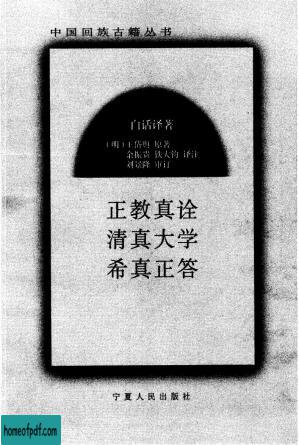 中国回族古籍丛书
白话译著
(明)王岱舆 原著
余振贵 铁大钧 译注
刘景隆 审订
正教真诠
清真大学
希真正答
宁夏人民出版社
homeofpdf.com